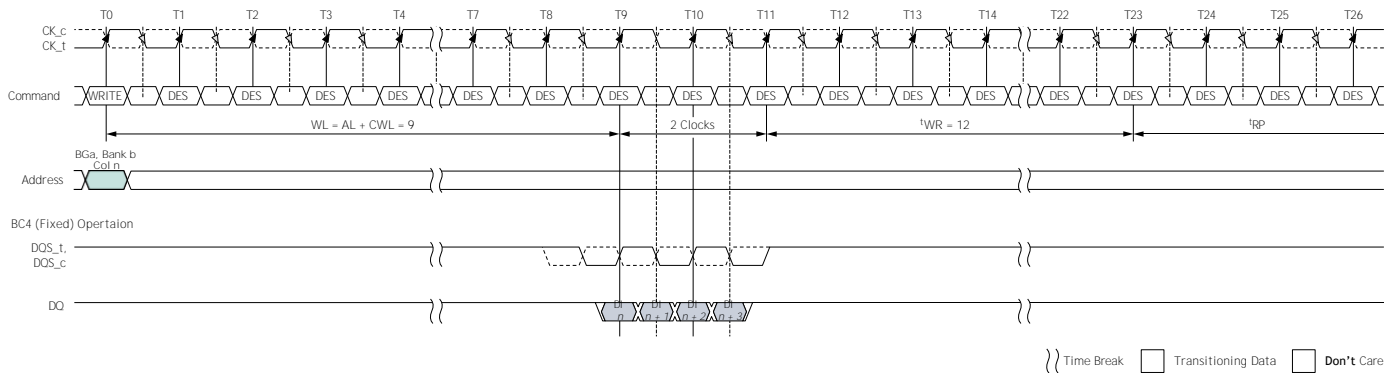 T0 T1 T2 T3 T4 T7 T8 T9 T10 T11 T12 T13 T14 T22 T23 T24 T25 T26
CK_c
CK_t
Command WRITE DES DES DES DES DES DES DES DES DES DES DES DES DES DES DES DES DES
WL = AL + CWL = 9 2 Clocks tWR = 12 tRP
BGa, Bank b
Col n
Address
BC4 (Fixed) Opertaion
DQS_t,
DQS_c
DQ DI DI DI DI
n n + 1 n + 2 n + 3
Time Break Transitioning Data Don't Care